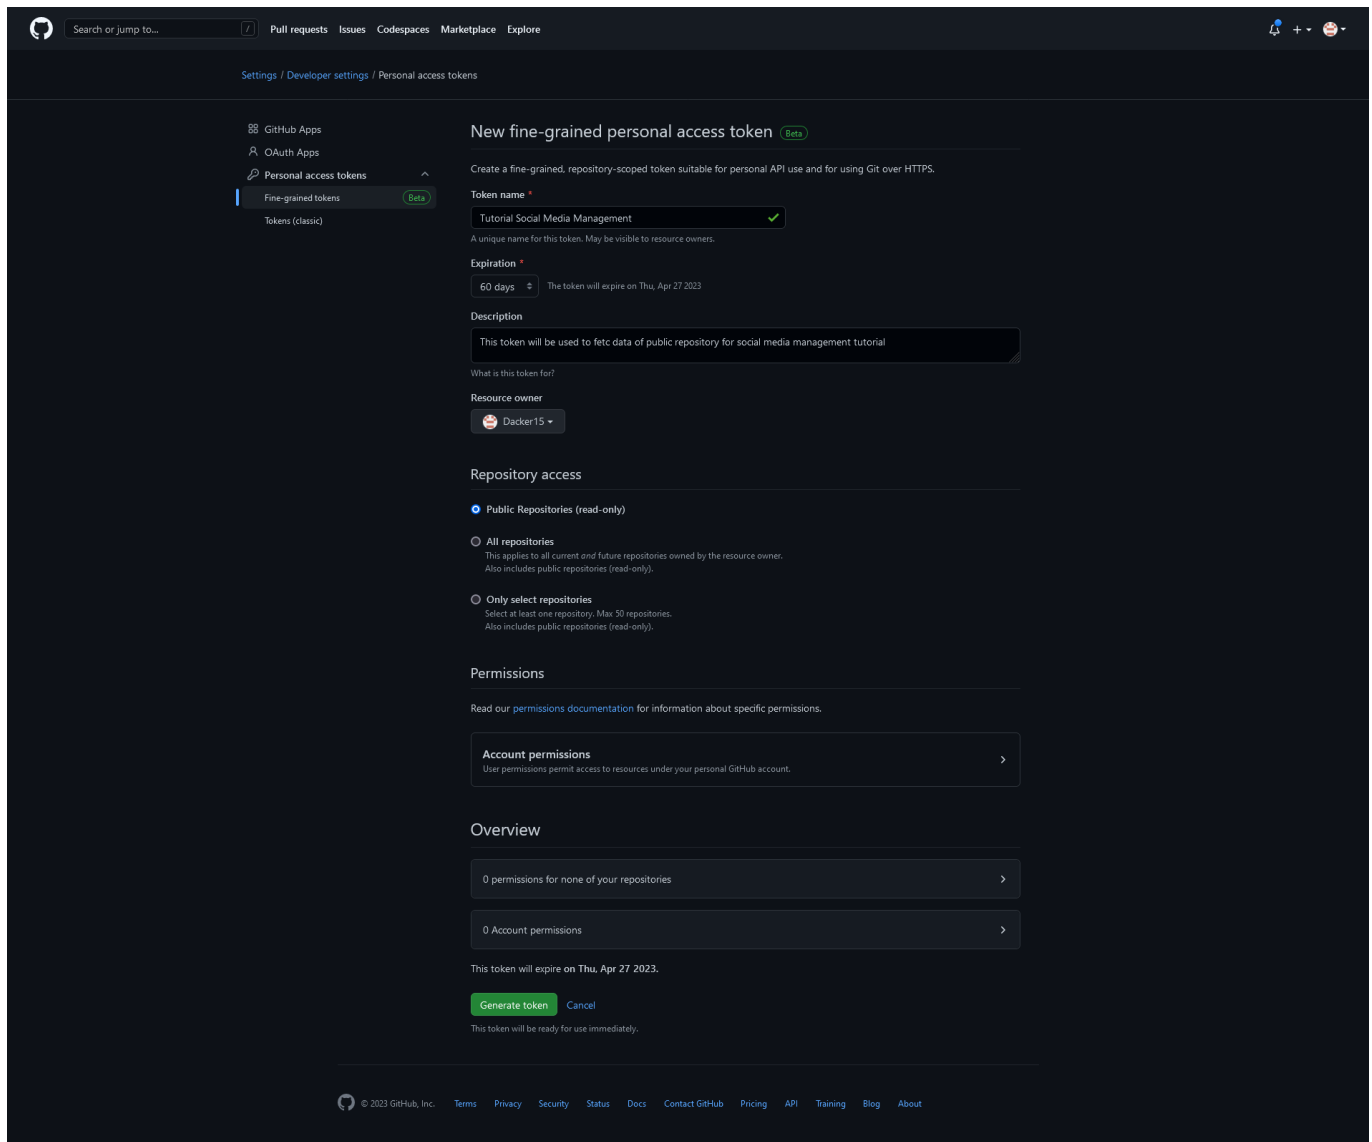 Search or jump to... /
Pull requests Issues Codespaces Marketplace Explore
Settings / Developer settings / Personal access tokens
GitHub Apps
OAuth Apps
Personal access tokens
Fine-grained tokens Beta
Tokens (classic)
New fine-grained personal access token Beta
Create a fine-grained, repository-scoped token suitable for personal API use and for using Git over HTTPS.
Token name *
Tutorial Social Media Management
A unique name for this token. May be visible to resource owners.
Expiration *
60 days The token will expire on Thu, Apr 27 2023
Description
This token will be used to fetc data of public repository for social media management tutorial
What is this token for?
Resource owner
Dacker15
Repository access
Public Repositories (read-only)
All repositories
This applies to all current and future repositories owned by the resource owner.
Also includes public repositories (read-only).
Only select repositories
Select at least one repository. Max 50 repositories.
Also includes public repositories (read-only).
Permissions
Read our permissions documentation for information about specific permissions.
Account permissions
User permissions permit access to resources under your personal GitHub account.
Overview
0 permissions for none of your repositories
0 Account permissions
This token will expire on Thu, Apr 27 2023.
Generate token Cancel
This token will be ready for use immediately.
© 2023 GitHub, Inc. Terms Privacy Security Status Docs Contact GitHub Pricing API Training Blog About